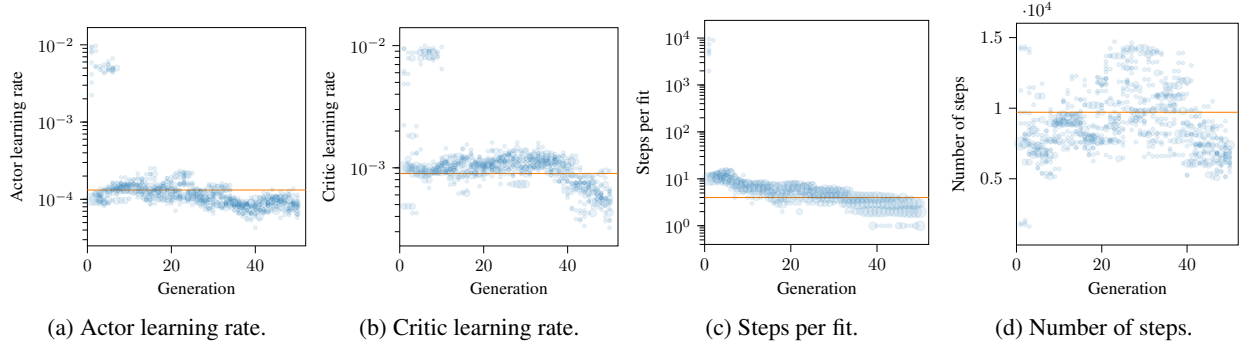 Actor learning rate
10⁻²
10⁻³
10⁻⁴
0 20 40
Generation
(a) Actor learning rate.
Critic learning rate
10⁻²
10⁻³
0 20 40
Generation
(b) Critic learning rate.
Steps per fit
10⁴
10³
10²
10¹
10⁰
0 20 40
Generation
(c) Steps per fit.
Number of steps
·10⁴
1.5
1
0.5
0 20 40
Generation
(d) Number of steps.